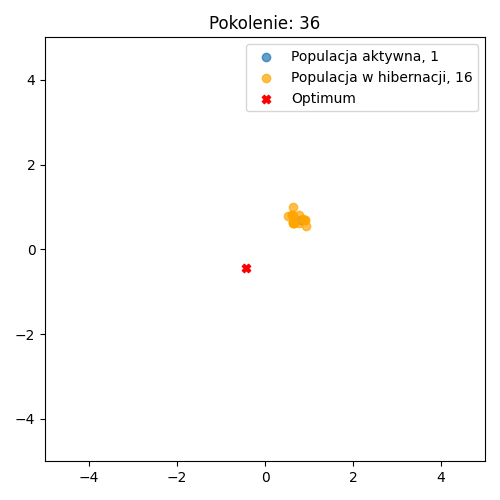 Pokolenie: 36
Populacja aktywna, 1
Populacja w hibernacji, 16
Optimum
4
2
0
−2
−4
−4
−2
0
2
4